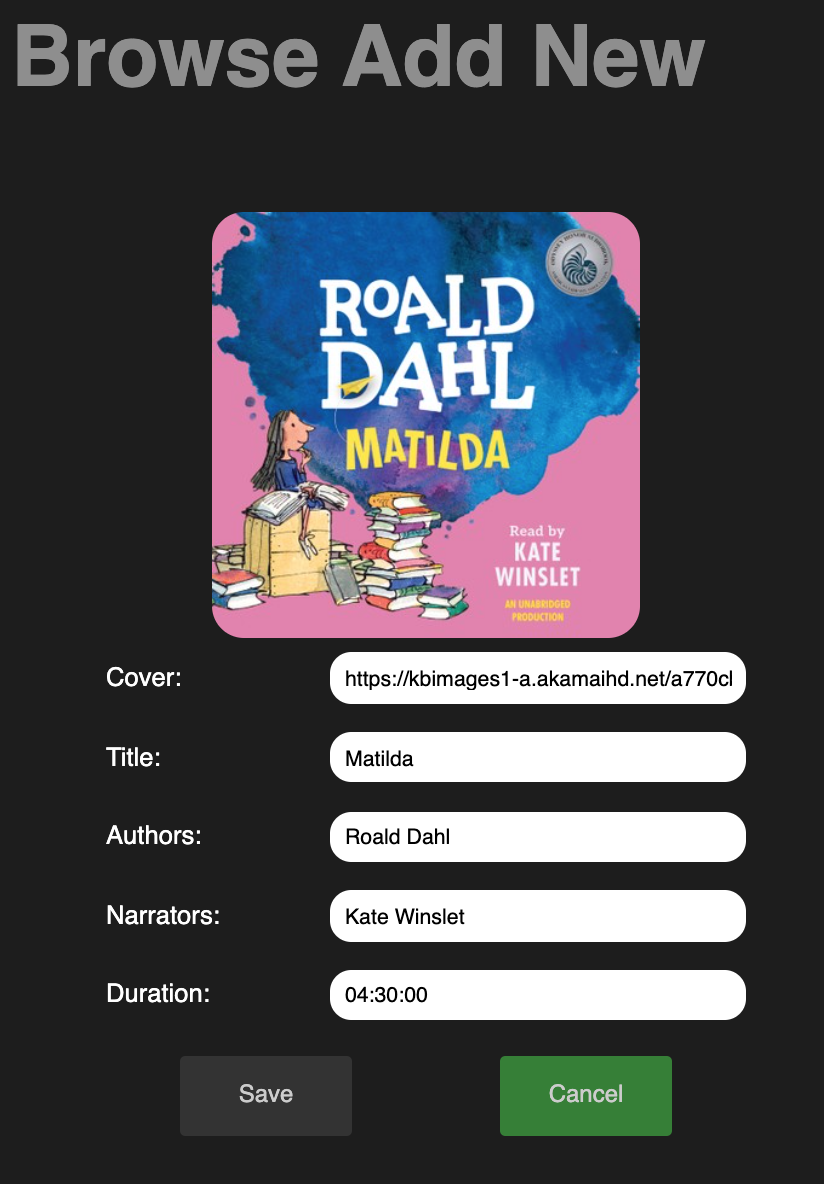 Browse Add New
ROALD
DAHL
MATILDA
Read by
KATE
WINSLET
AN UNABRIDGED
PRODUCTION
Cover: https://kbimages1-a.akamaihd.net/a770cl
Title: Matilda
Authors: Roald Dahl
Narrators: Kate Winslet
Duration: 04:30:00
Save Cancel